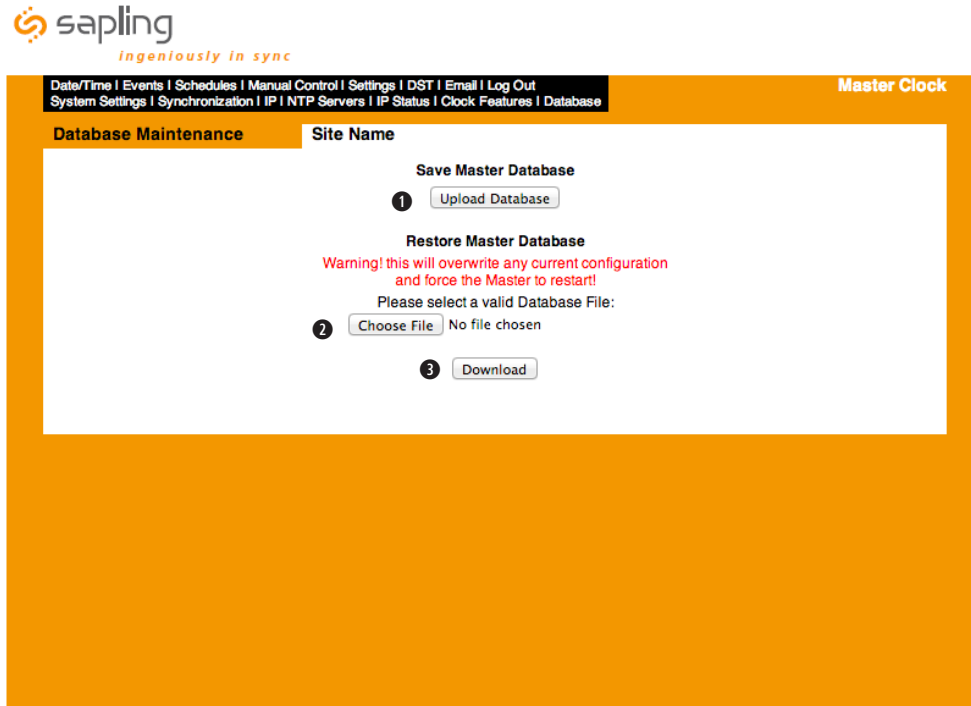 sapling
ingeniously in sync
Date/Time | Events | Schedules | Manual Control | Settings | DST | Email | Log Out
System Settings | Synchronization | IP | NTP Servers | IP Status | Clock Features | Database
Master Clock
Database Maintenance
Site Name
Save Master Database
1 Upload Database
Restore Master Database
Warning! this will overwrite any current configuration
and force the Master to restart!
Please select a valid Database File:
2 Choose File No file chosen
3 Download